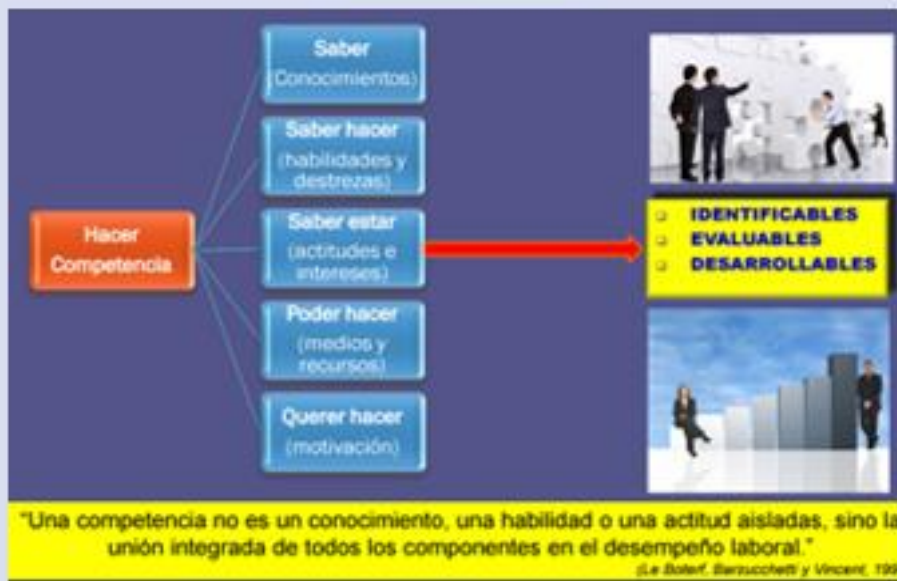 Saber
(Conocimientos)
Saber hacer
(habilidades y
destrezas)
Hacer
Competencia
Saber estar
(actitudes e
intereses)
Poder hacer
(medios y
recursos)
Querer hacer
(motivación)
IDENTIFICABLES
EVALUABLES
DESARROLLABLES
"Una competencia no es un conocimiento, una habilidad o una actitud aisladas, sino la
unión integrada de todos los componentes en el desempeño laboral."
(Le Boterf, Barzucchetti y Vincent, 199